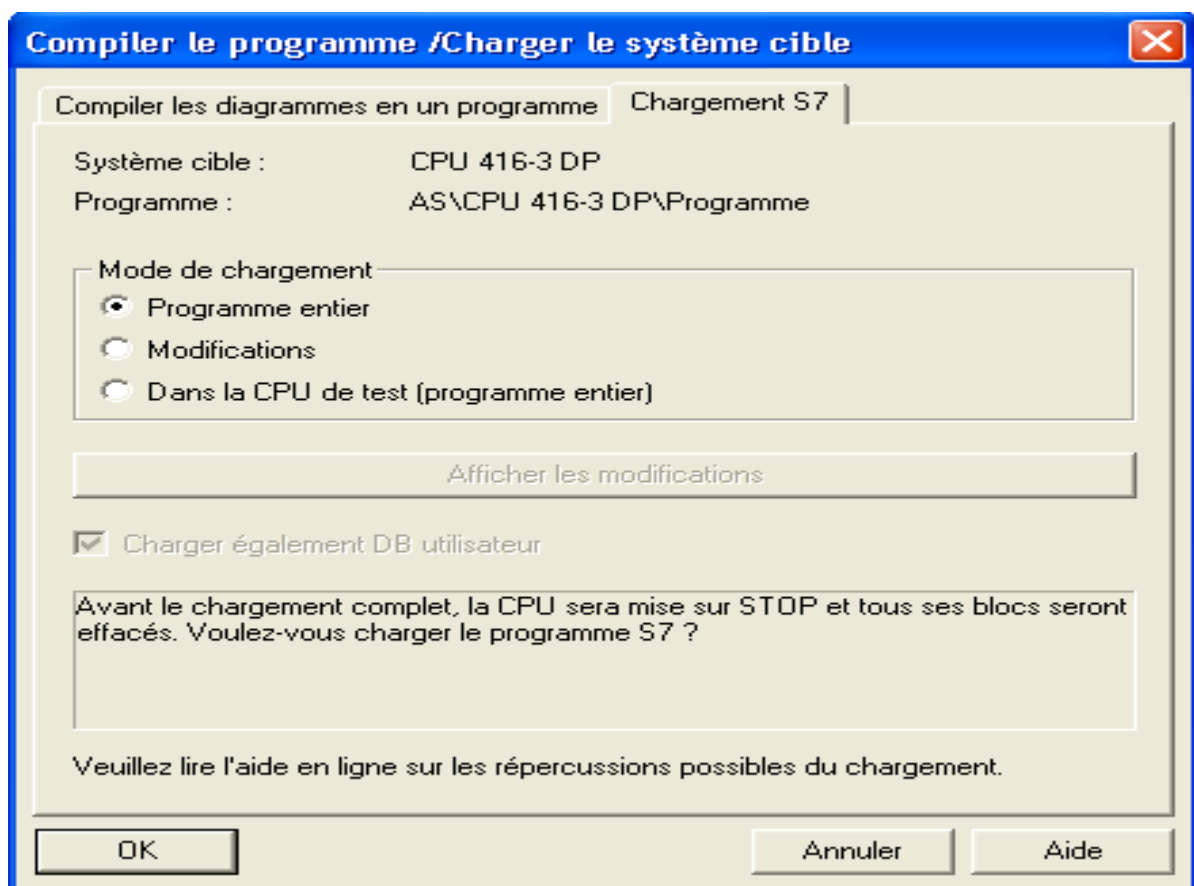 Compiler le programme /Charger le système cible
Compiler les diagrammes en un programme
Chargement S7
Système cible : CPU 416-3 DP
Programme : AS\CPU 416-3 DP\Programme
Mode de chargement
Programme entier
Modifications
Dans la CPU de test (programme entier)
Afficher les modifications
Charger également DB utilisateur
Avant le chargement complet, la CPU sera mise sur STOP et tous ses blocs seront
effacés. Voulez-vous charger le programme S7 ?
Veuillez lire l'aide en ligne sur les répercussions possibles du chargement.
OK
Annuler
Aide